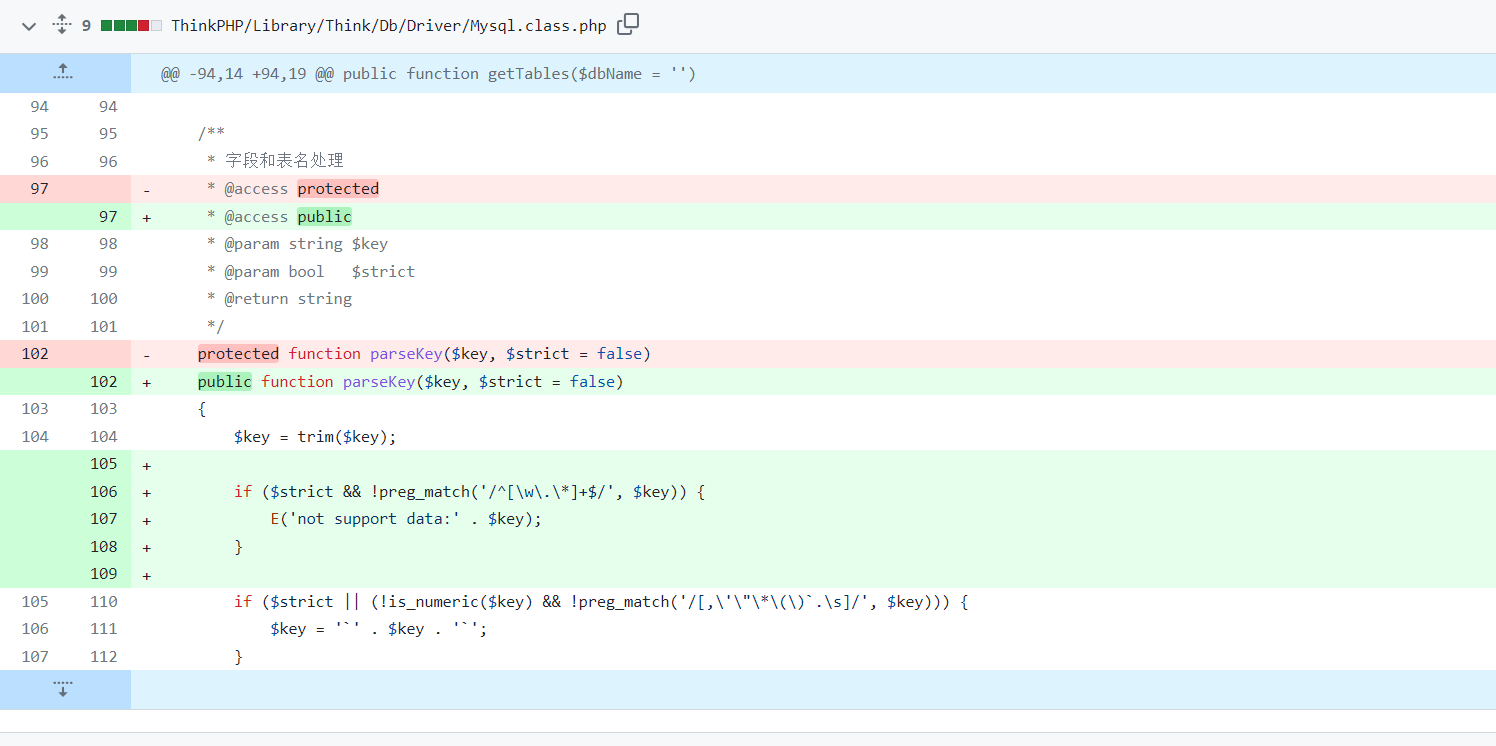 9 ThinkPHP/Library/Think/Db/Driver/Mysql.class.php
@@ -94,14 +94,19 @@ public function getTables($dbName = '')
94 94
95 95 /**
96 96 * 字段和表名处理
97 - * @access protected
97 + * @access public
98 98 * @param string $key
99 99 * @param bool   $strict
100 100 * @return string
101 101 */
102 - protected function parseKey($key, $strict = false)
102 + public function parseKey($key, $strict = false)
103 103 {
104 104 $key = trim($key);
105 +
106 + if ($strict && !preg_match('/^[\w\.\*]+$/', $key)) {
107 + E('not support data:' . $key);
108 + }
109 +
105 110 if ($strict || (!is_numeric($key) && !preg_match('/[,\'\"\*\(\)`.\s]/', $key))) {
106 111 $key = '`' . $key . '`';
107 112 }